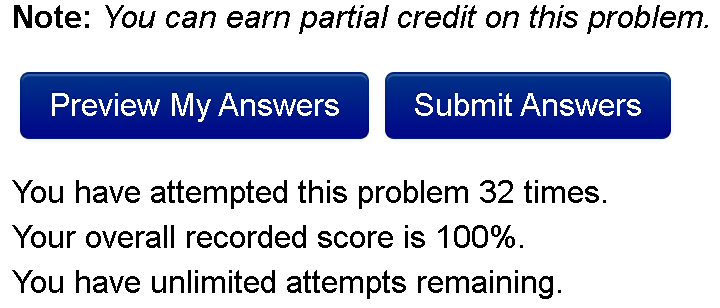 Note: You can earn partial credit on this problem.
Preview My Answers Submit Answers
You have attempted this problem 32 times.
Your overall recorded score is 100%.
You have unlimited attempts remaining.